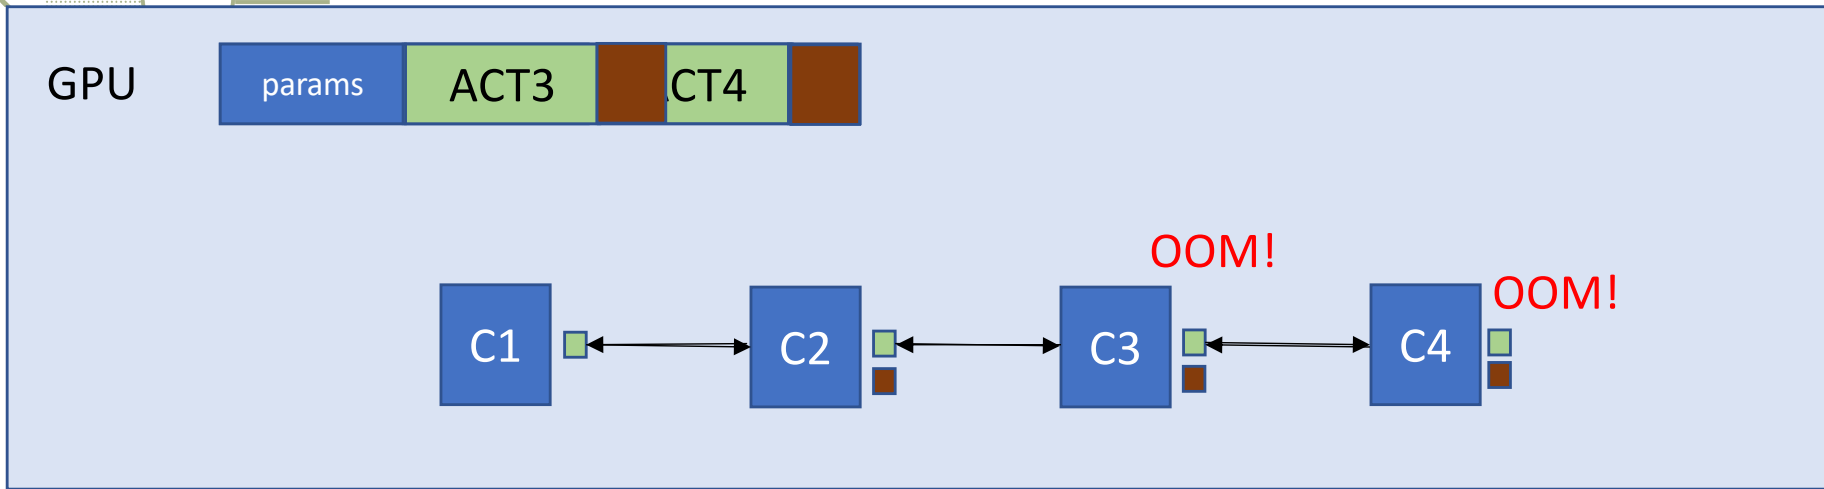 GPU
params
ACT3
CT4
OOM!
OOM!
C1
C2
C3
C4